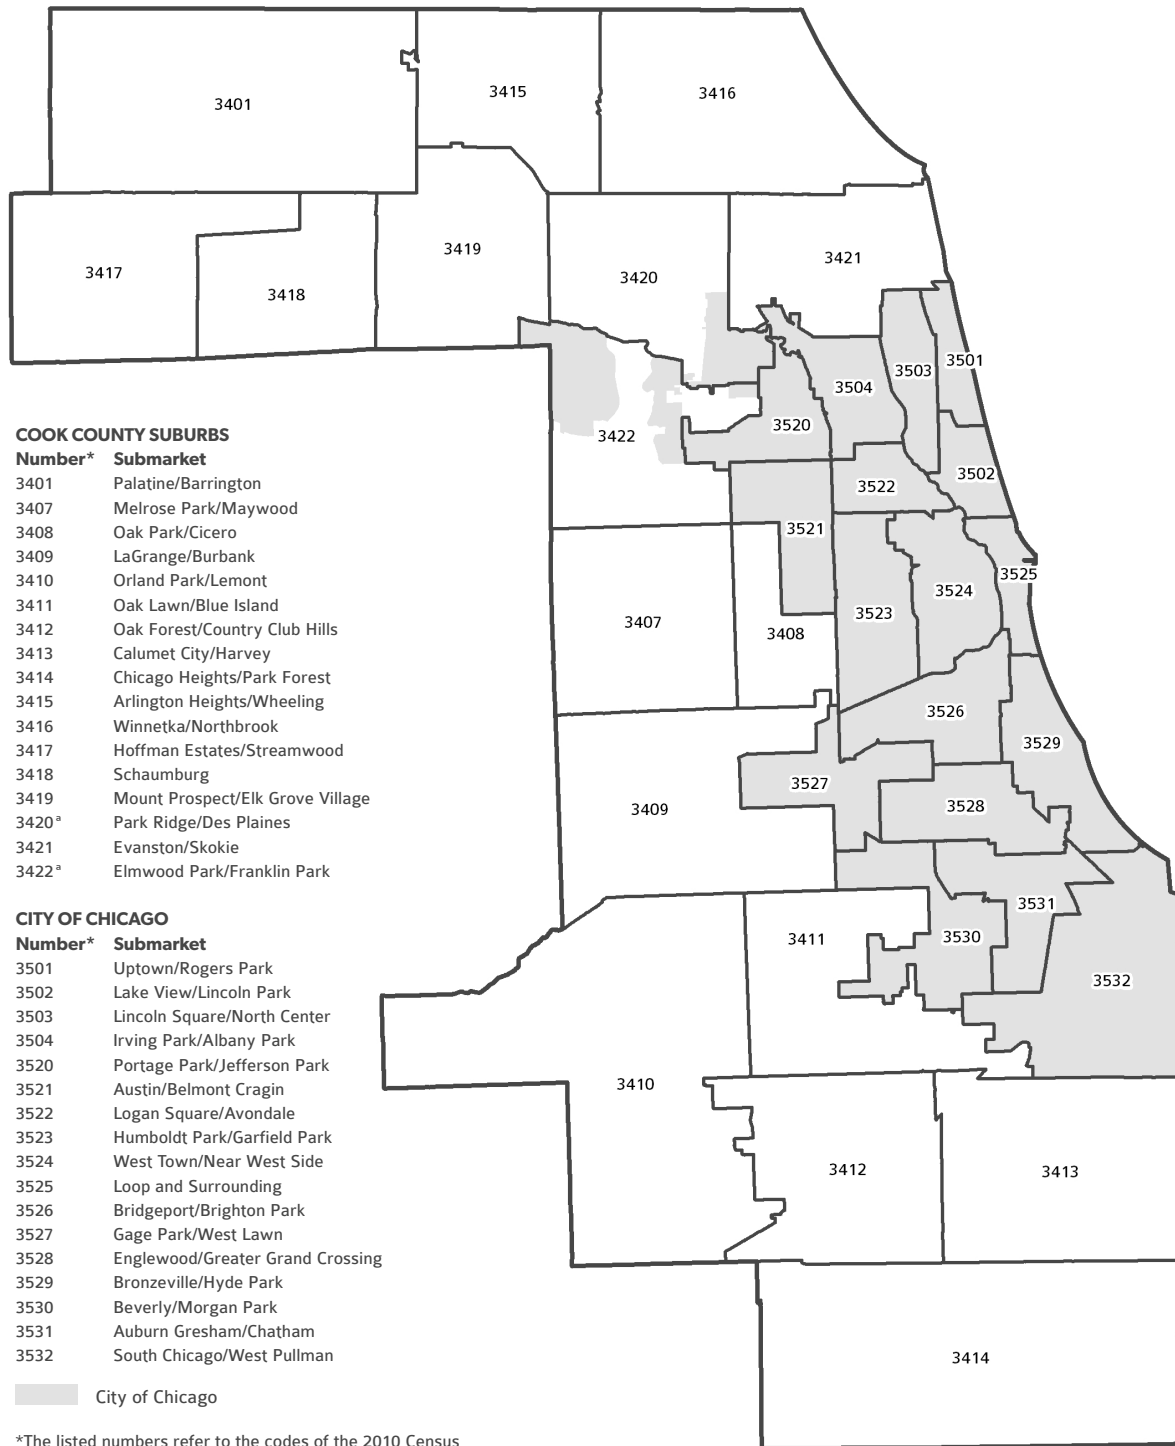 3401
3415
3416
3417
3418
3419
3420
3421
3422
3501
3503
3504
3520
3502
3522
3521
3525
3524
3523
3407
3408
3526
3529
3527
3528
3409
3531
3530
3411
3532
3410
3412
3413
3414
COOK COUNTY SUBURBS
Number* Submarket
3401 Palatine/Barrington
3407 Melrose Park/Maywood
3408 Oak Park/Cicero
3409 LaGrange/Burbank
3410 Orland Park/Lemont
3411 Oak Lawn/Blue Island
3412 Oak Forest/Country Club Hills
3413 Calumet City/Harvey
3414 Chicago Heights/Park Forest
3415 Arlington Heights/Wheeling
3416 Winnetka/Northbrook
3417 Hoffman Estates/Streamwood
3418 Schaumburg
3419 Mount Prospect/Elk Grove Village
3420ª Park Ridge/Des Plaines
3421 Evanston/Skokie
3422ª Elmwood Park/Franklin Park
CITY OF CHICAGO
Number* Submarket
3501 Uptown/Rogers Park
3502 Lake View/Lincoln Park
3503 Lincoln Square/North Center
3504 Irving Park/Albany Park
3520 Portage Park/Jefferson Park
3521 Austin/Belmont Cragin
3522 Logan Square/Avondale
3523 Humboldt Park/Garfield Park
3524 West Town/Near West Side
3525 Loop and Surrounding
3526 Bridgeport/Brighton Park
3527 Gage Park/West Lawn
3528 Englewood/Greater Grand Crossing
3529 Bronzeville/Hyde Park
3530 Beverly/Morgan Park
3531 Auburn Gresham/Chatham
3532 South Chicago/West Pullman
City of Chicago
*The listed numbers refer to the codes of the 2010 Census